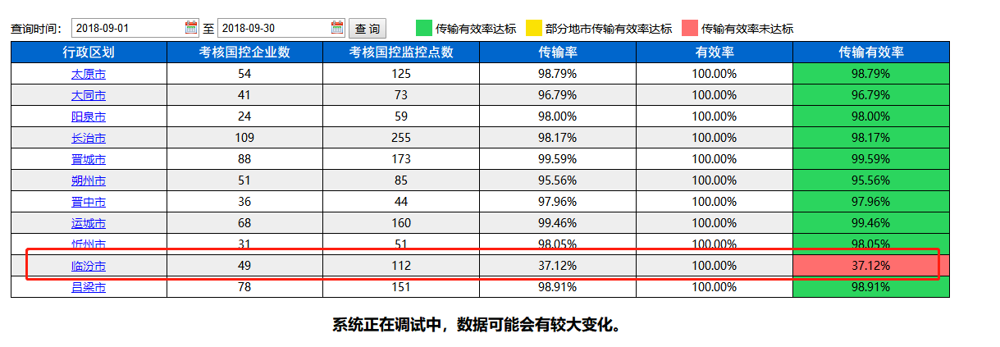 查询时间： 2018-09-01 至 2018-09-30 查 询 传输有效率达标 部分地市传输有效率达标 传输有效率未达标
行政区划 考核国控企业数 考核国控监控点数 传输率 有效率 传输有效率
太原市 54 125 98.79% 100.00% 98.79%
大同市 41 73 96.79% 100.00% 96.79%
阳泉市 24 59 98.00% 100.00% 98.00%
长治市 109 255 98.17% 100.00% 98.17%
晋城市 88 173 99.59% 100.00% 99.59%
朔州市 51 85 95.56% 100.00% 95.56%
晋中市 36 44 97.96% 100.00% 97.96%
运城市 68 160 99.46% 100.00% 99.46%
忻州市 31 51 98.05% 100.00% 98.05%
临汾市 49 112 37.12% 100.00% 37.12%
吕梁市 78 151 98.91% 100.00% 98.91%
系统正在调试中，数据可能会有较大变化。